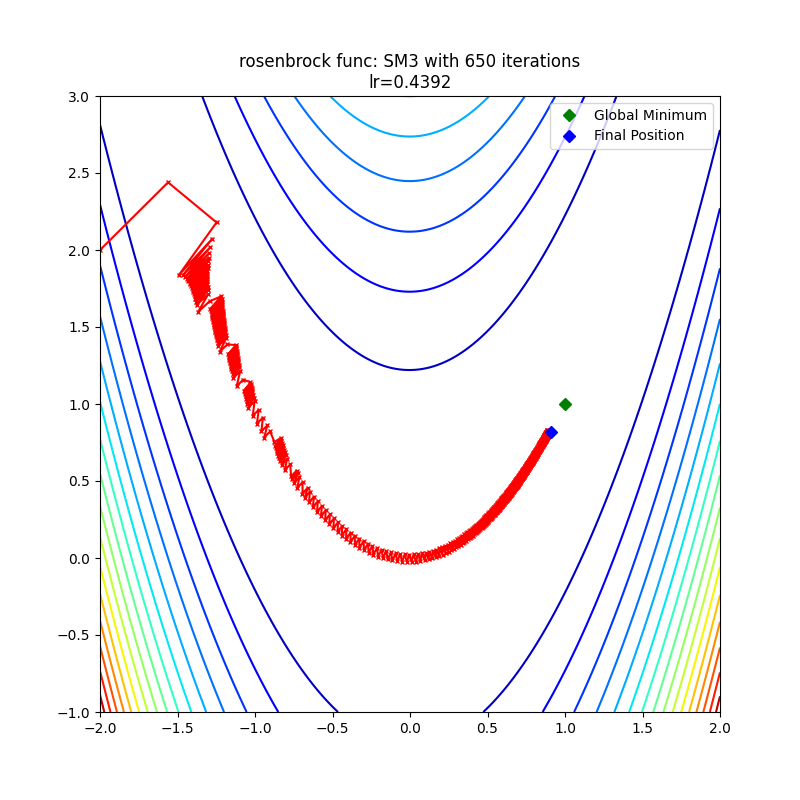 rosenbrock func: SM3 with 650 iterations
lr=0.4392
Global Minimum
Final Position
3.0
2.5
2.0
1.5
1.0
0.5
0.0
−0.5
−1.0
−2.0 −1.5 −1.0 −0.5 0.0 0.5 1.0 1.5 2.0